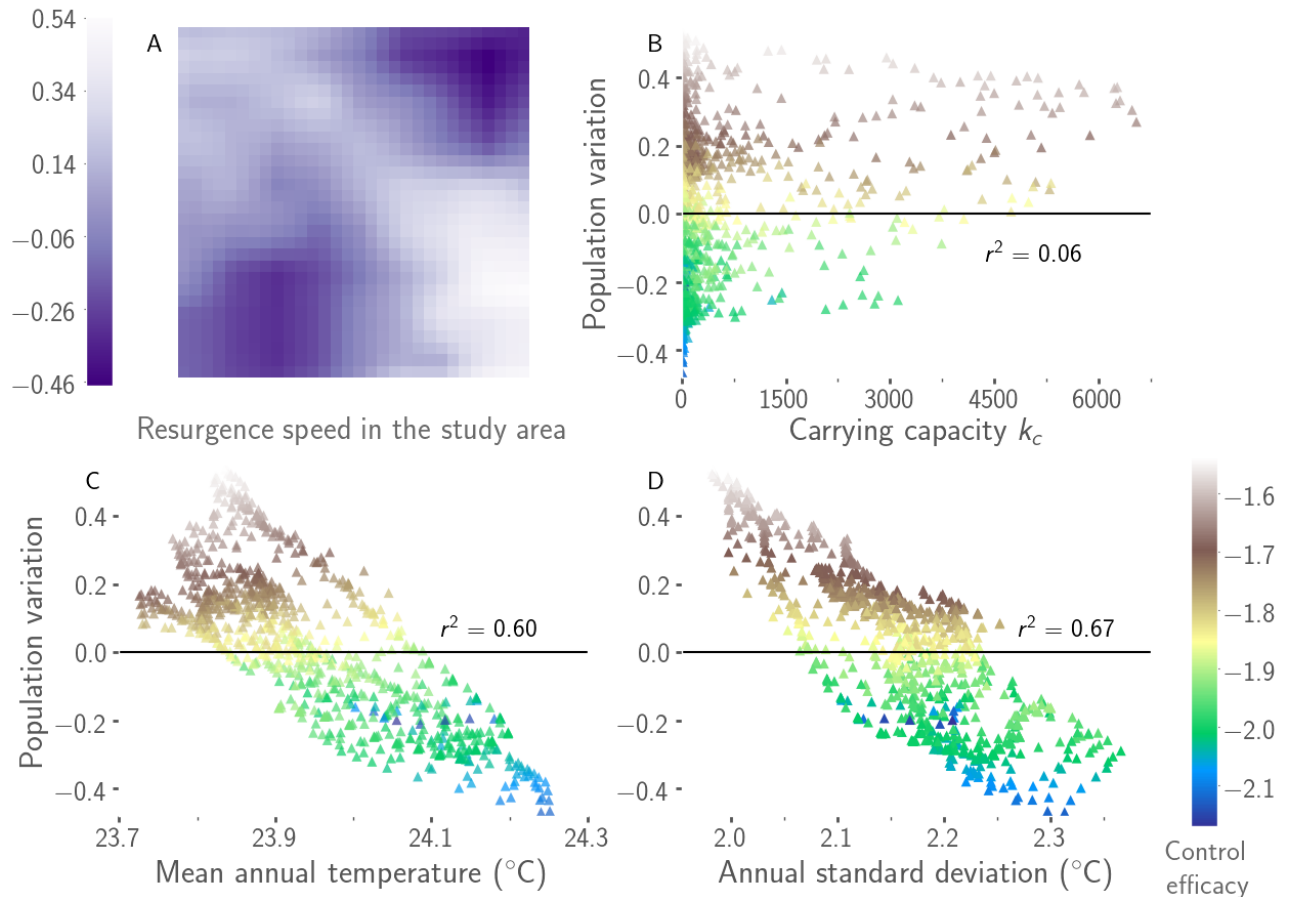 0.54
0.34
0.14
−0.06
−0.26
−0.46
A
Resurgence speed in the study area
B
Population variation
0.4
0.2
0.0
−0.2
−0.4
r² = 0.06
0 1500 3000 4500 6000
Carrying capacity k_c
C
Population variation
0.4
0.2
0.0
−0.2
−0.4
r² = 0.60
23.7 23.9 24.1 24.3
Mean annual temperature (°C)
D
0.4
0.2
0.0
−0.2
−0.4
r² = 0.67
2.0 2.1 2.2 2.3
Annual standard deviation (°C)
−1.6
−1.7
−1.8
−1.9
−2.0
−2.1
Control
efficacy